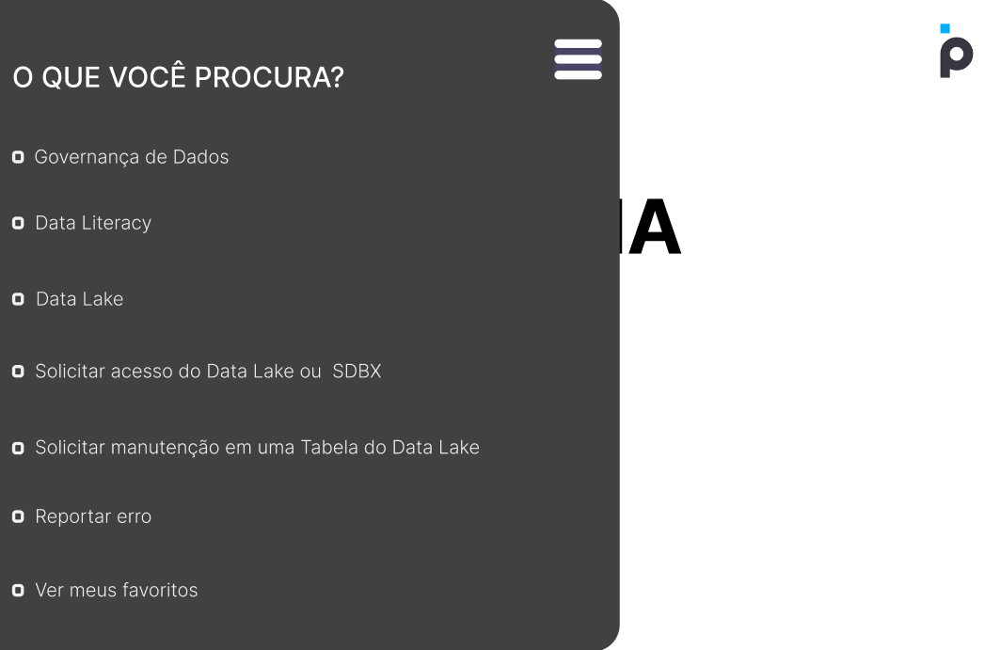 O QUE VOCÊ PROCURA?
Governança de Dados
Data Literacy
IA
Data Lake
Solicitar acesso do Data Lake ou  SDBX
Solicitar manutenção em uma Tabela do Data Lake
Reportar erro
Ver meus favoritos